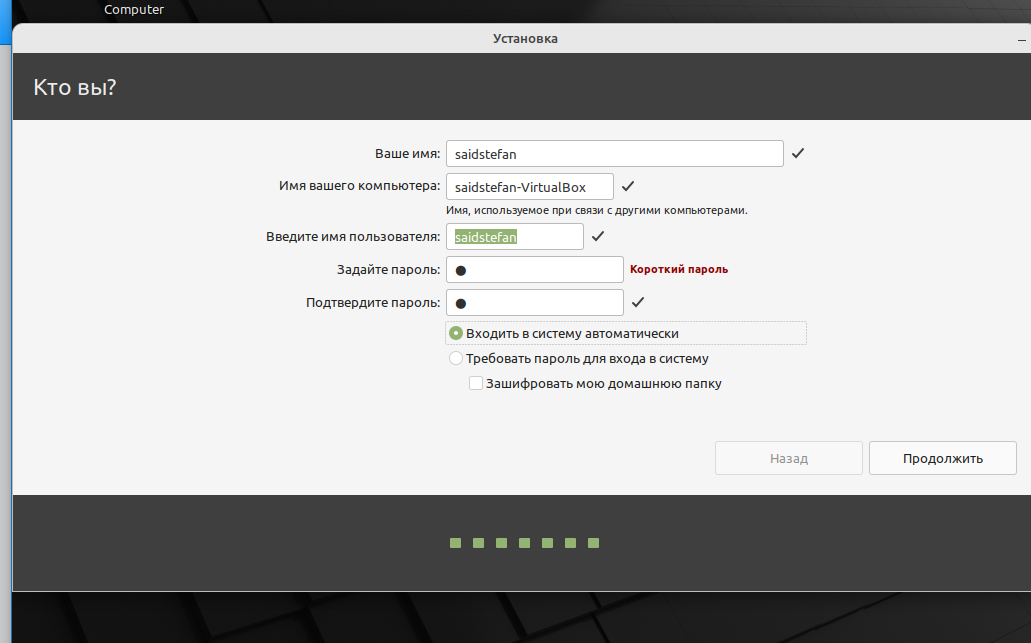 Computer
Установка
Кто вы?
Ваше имя: saidstefan
Имя вашего компьютера: saidstefan-VirtualBox
Имя, используемое при связи с другими компьютерами.
Введите имя пользователя: saidstefan
Задайте пароль: ● Короткий пароль
Подтвердите пароль: ●
Входить в систему автоматически
Требовать пароль для входа в систему
Зашифровать мою домашнюю папку
Назад Продолжить